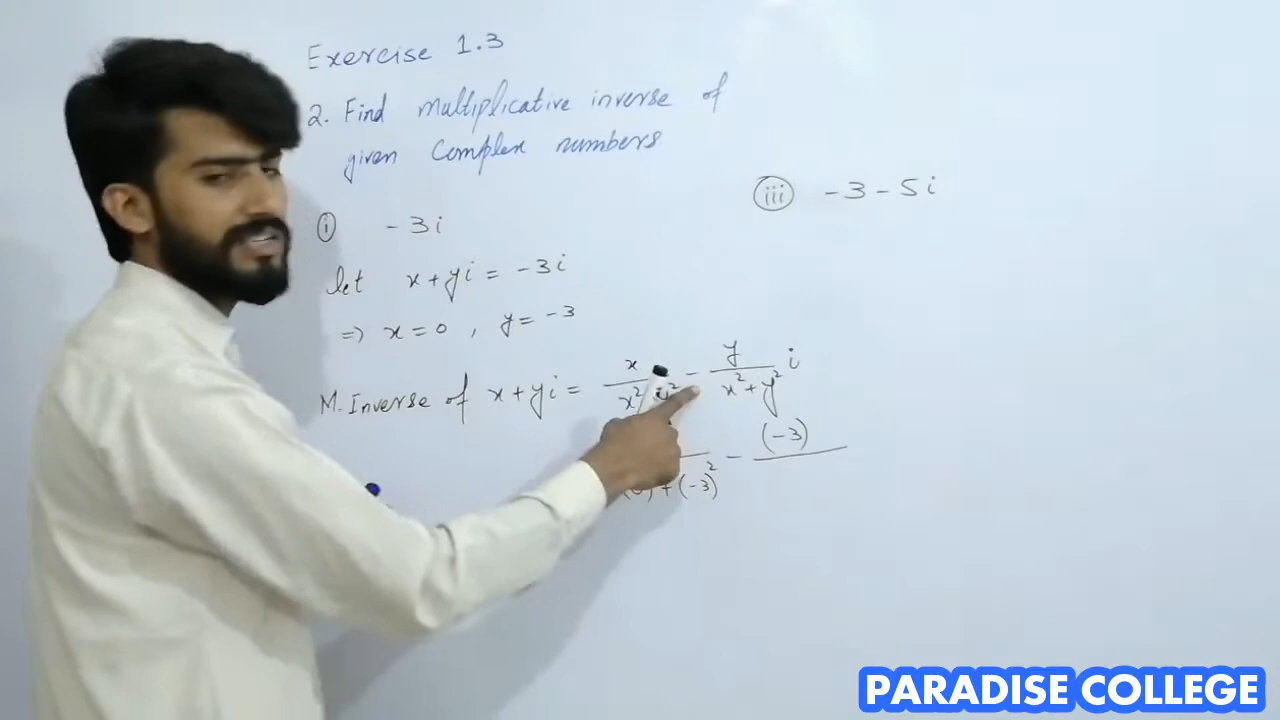 Exercise 1.3
2. Find multiplicative inverse of
given complex numbers
(i) -3i
let x+yi = -3i
=> x=0 , y=-3
M. Inverse of x+yi = x/x² y² - y/x²+y² i
(0)+(-3)² - (-3)
(iii) -3-5i
PARADISE COLLEGE